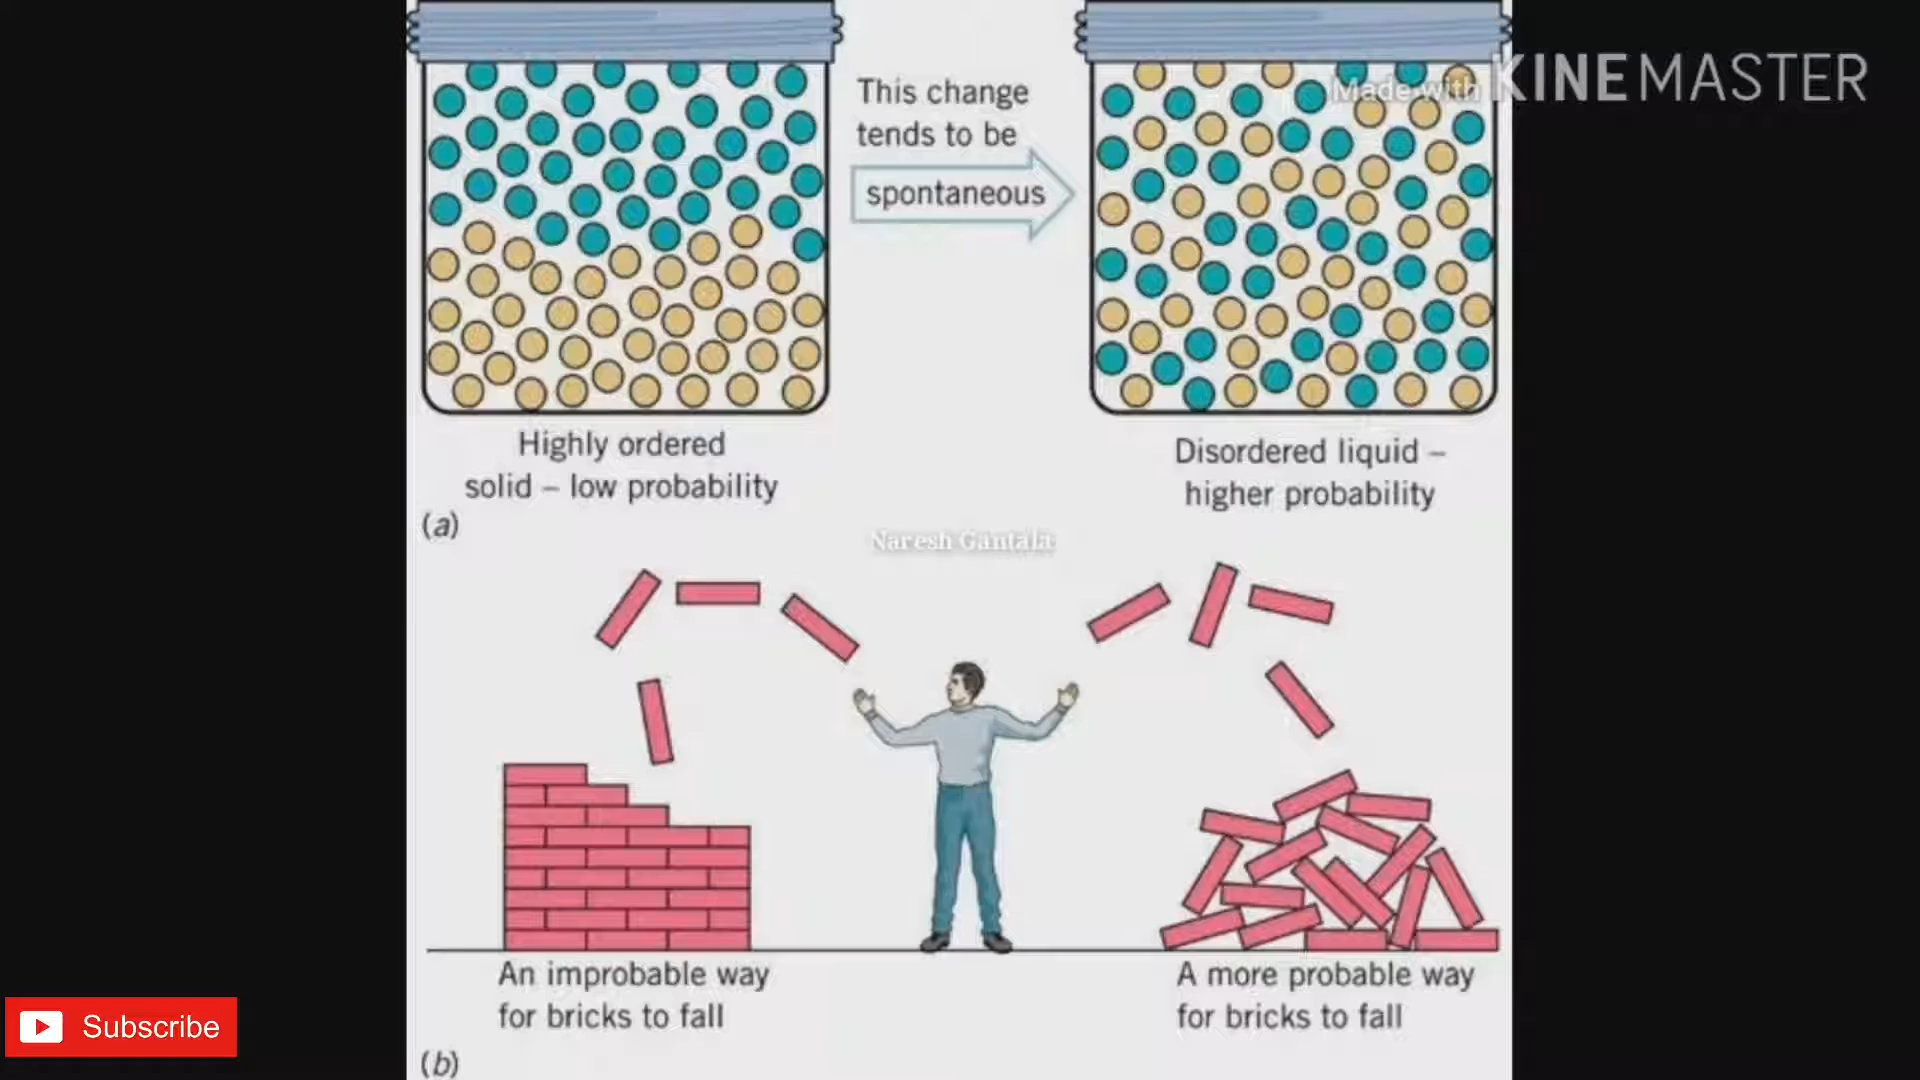 This change
tends to be
spontaneous
Made with KINEMASTER
Highly ordered
solid – low probability
Disordered liquid –
higher probability
(a)
Naresh Gantala
An improbable way
for bricks to fall
A more probable way
for bricks to fall
(b)
Subscribe